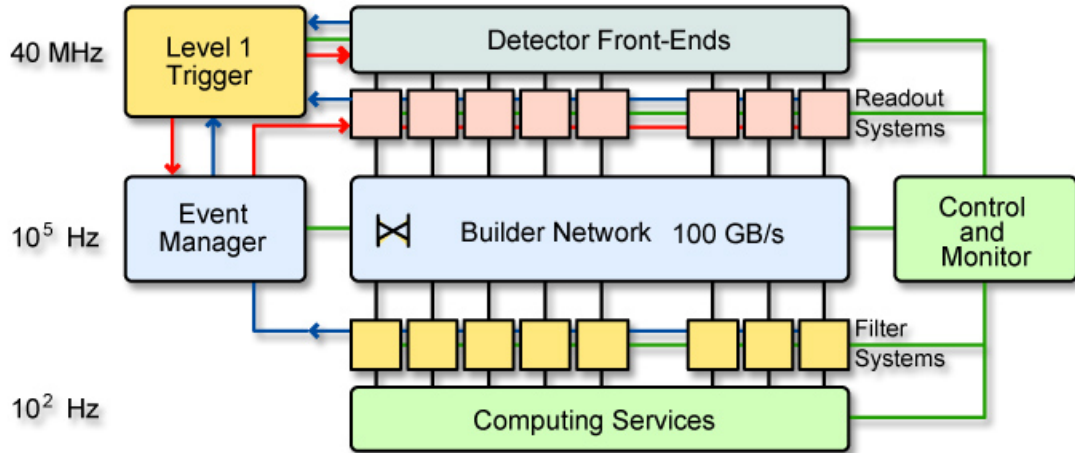 40 MHz
Level 1
Trigger
Detector Front-Ends
Readout
Systems
10⁵ Hz
Event
Manager
Builder Network 100 GB/s
Control
and
Monitor
Filter
Systems
10² Hz
Computing Services